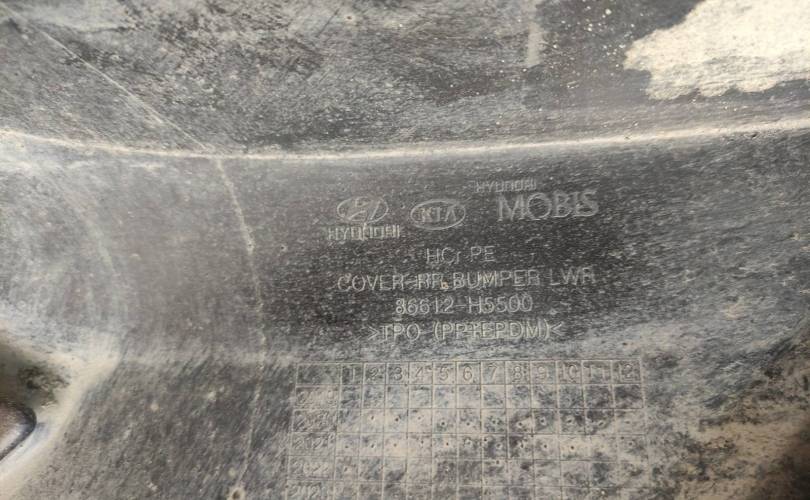 HYUNDAI
MOBIS
KIA
HYUNDAI
HCr PE
COVER-RR BUMPER LWR
86612-H5500
>TPO (PP+EPDM)<
1 2 3 4 5 6 7 8 9 10 11 12